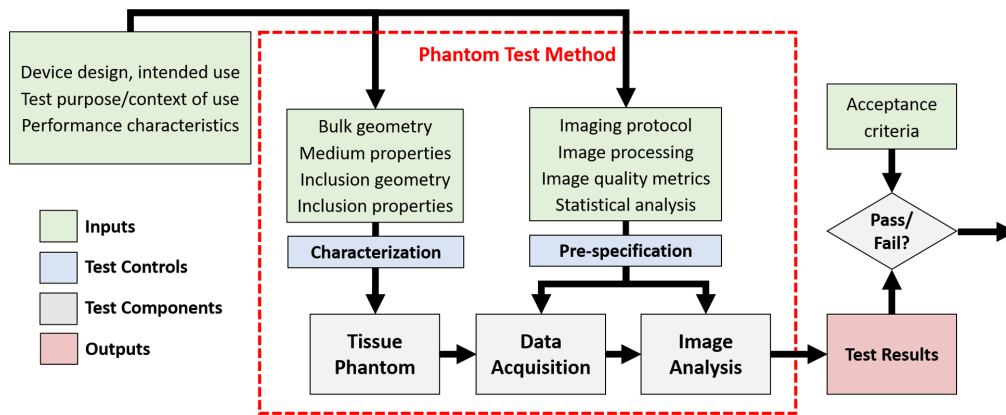 Device design, intended use
Test purpose/context of use
Performance characteristics
Phantom Test Method
Bulk geometry
Medium properties
Inclusion geometry
Inclusion properties
Characterization
Imaging protocol
Image processing
Image quality metrics
Statistical analysis
Pre-specification
Acceptance
criteria
Pass/
Fail?
Inputs
Test Controls
Test Components
Outputs
Tissue
Phantom
Data
Acquisition
Image
Analysis
Test Results